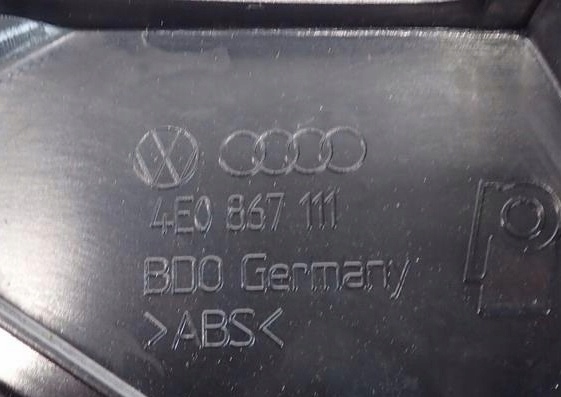 4E0 867 111
BDO Germany
>ABS<